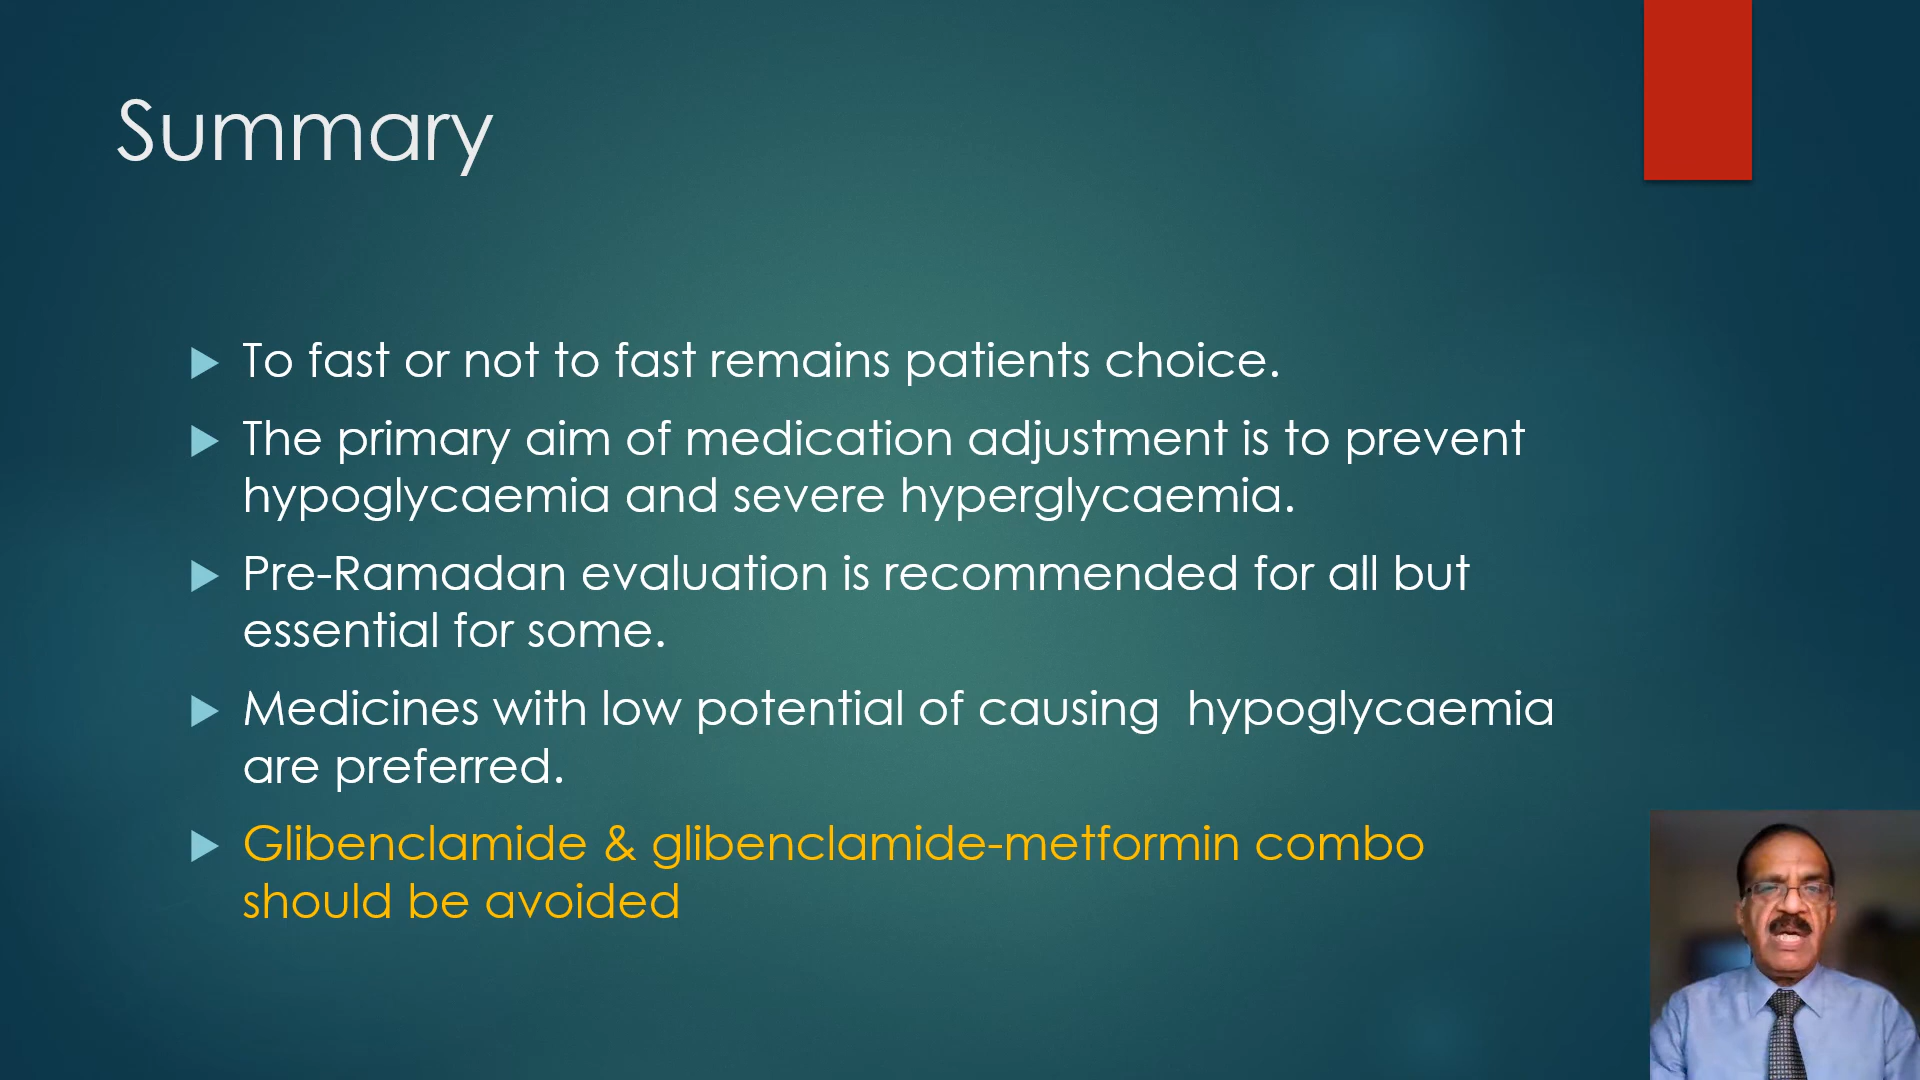 Summary
To fast or not to fast remains patients choice.
The primary aim of medication adjustment is to prevent
hypoglycaemia and severe hyperglycaemia.
Pre-Ramadan evaluation is recommended for all but
essential for some.
Medicines with low potential of causing  hypoglycaemia
are preferred.
Glibenclamide & glibenclamide-metformin combo
should be avoided